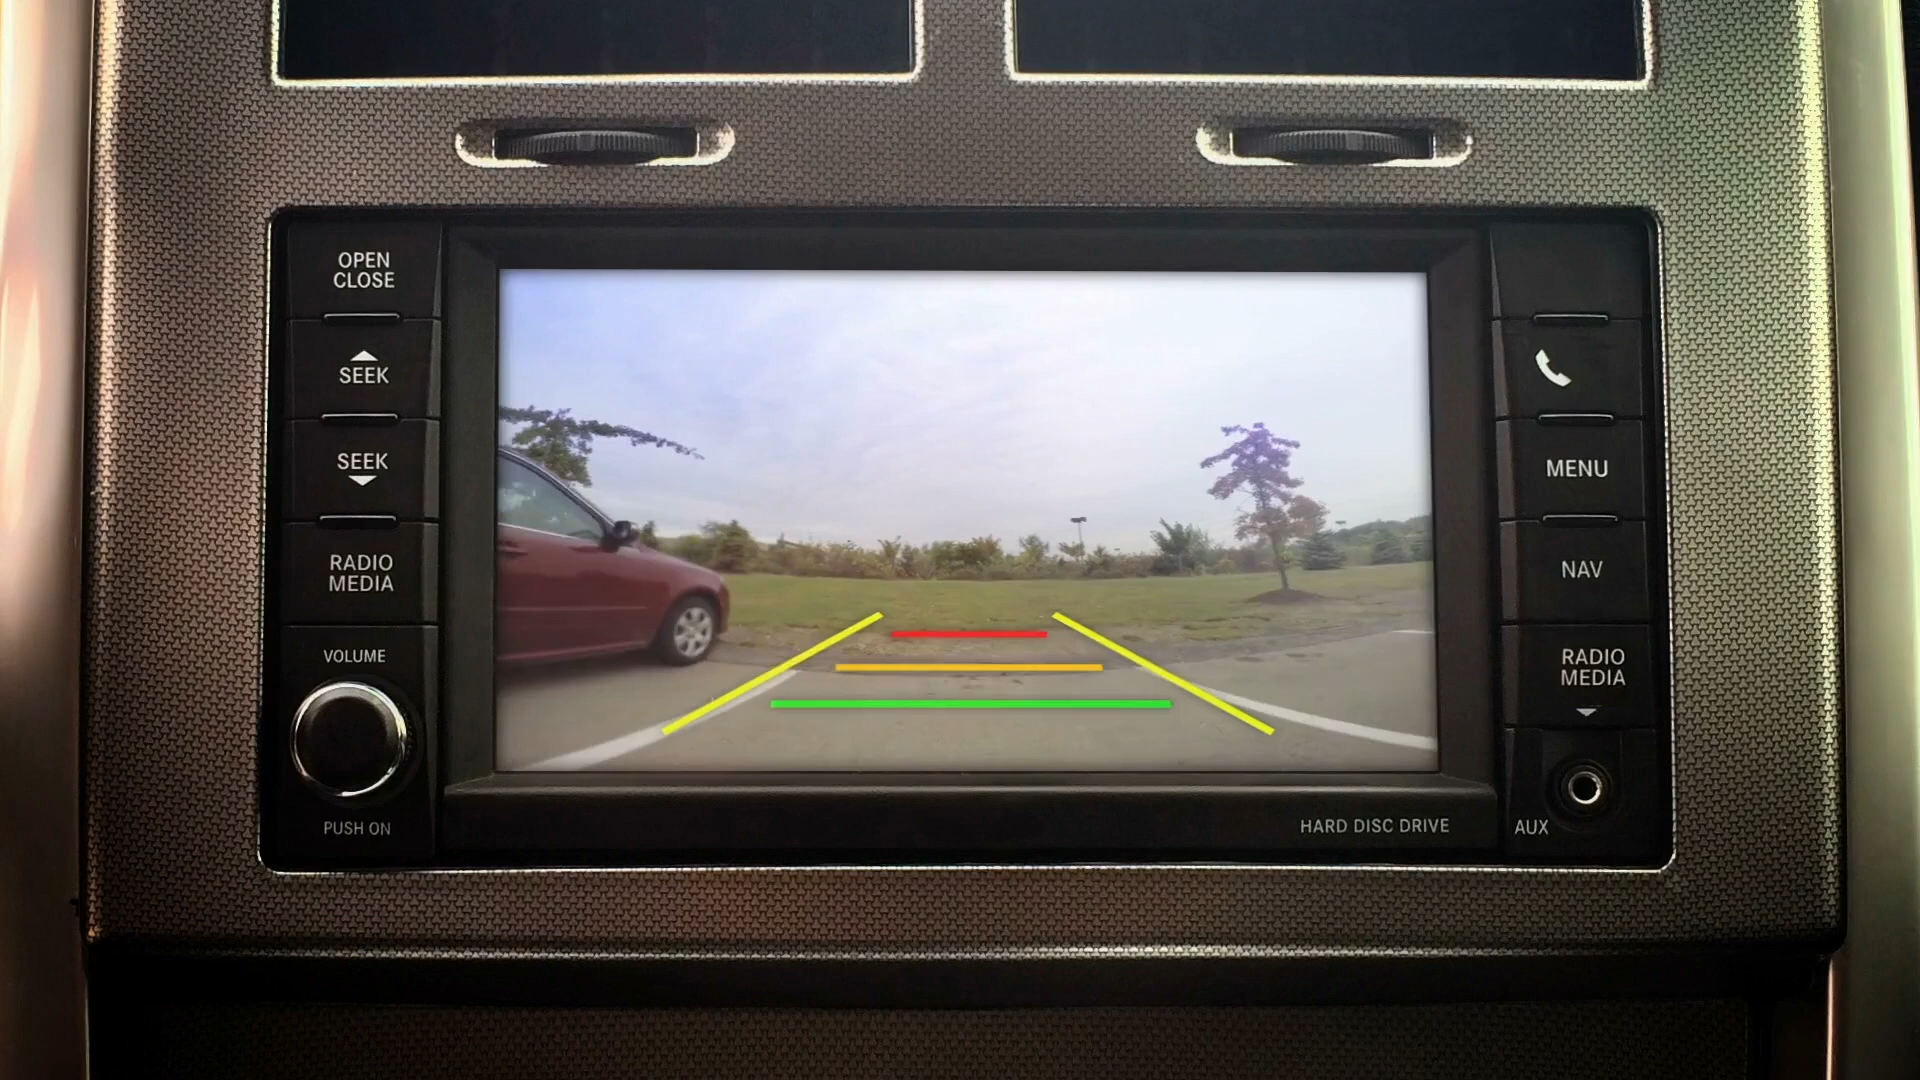 OPEN
CLOSE
SEEK
SEEK
RADIO
MEDIA
VOLUME
PUSH ON
MENU
NAV
RADIO
MEDIA
HARD DISC DRIVE
AUX